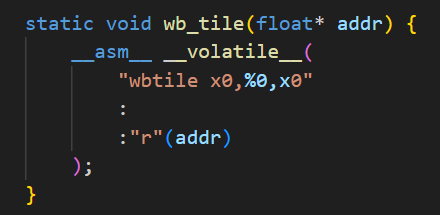 static void wb_tile(float* addr) {
    __asm__ __volatile__(
        "wbtile x0,%0,x0"
        :
        :"r"(addr)
    );
}